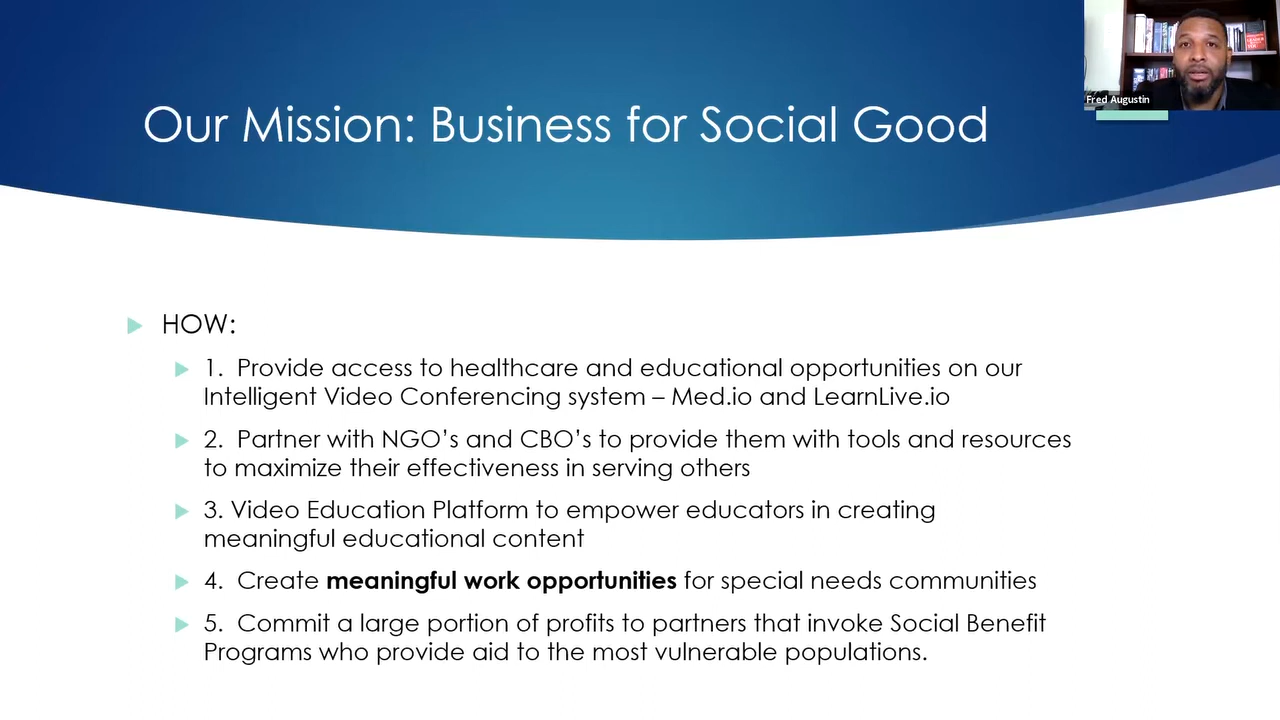 Our Mission: Business for Social Good
Fred Augustin
HOW:
1. Provide access to healthcare and educational opportunities on our
Intelligent Video Conferencing system – Med.io and LearnLive.io
2. Partner with NGO's and CBO's to provide them with tools and resources
to maximize their effectiveness in serving others
3. Video Education Platform to empower educators in creating
meaningful educational content
4. Create meaningful work opportunities for special needs communities
5. Commit a large portion of profits to partners that invoke Social Benefit
Programs who provide aid to the most vulnerable populations.